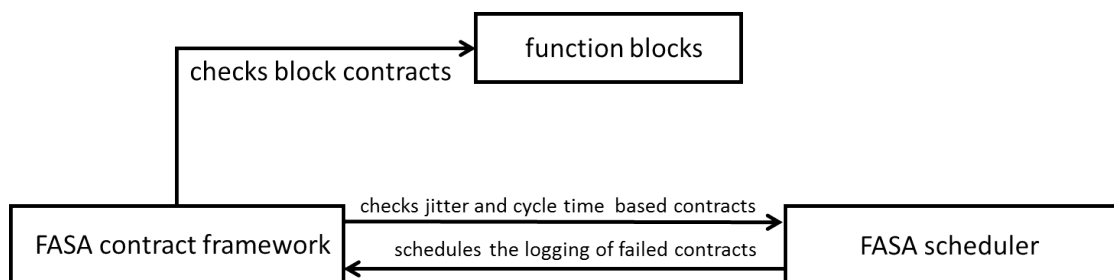 function blocks
checks block contracts
checks jitter and cycle time based contracts
FASA contract framework
schedules the logging of failed contracts
FASA scheduler